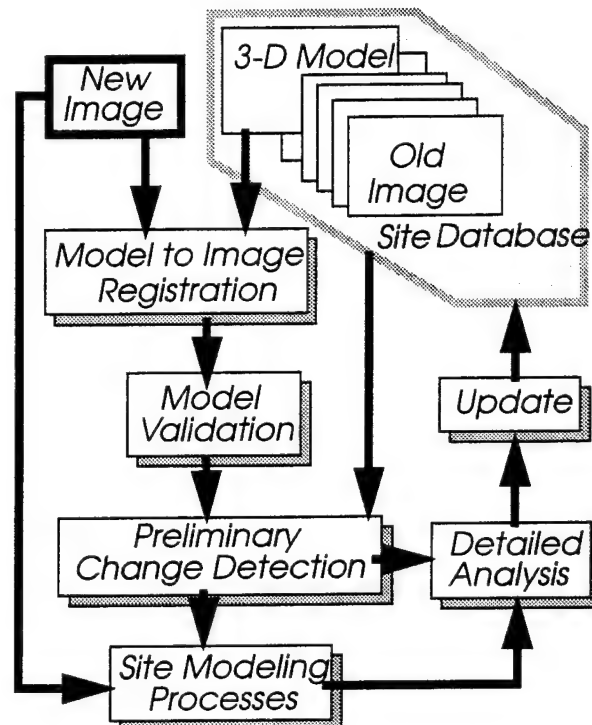 New
Image
3-D Model
Old
Image
Site Database
Model to Image
Registration
Model
Validation
Update
Preliminary
Change Detection
Detailed
Analysis
Site Modeling
Processes